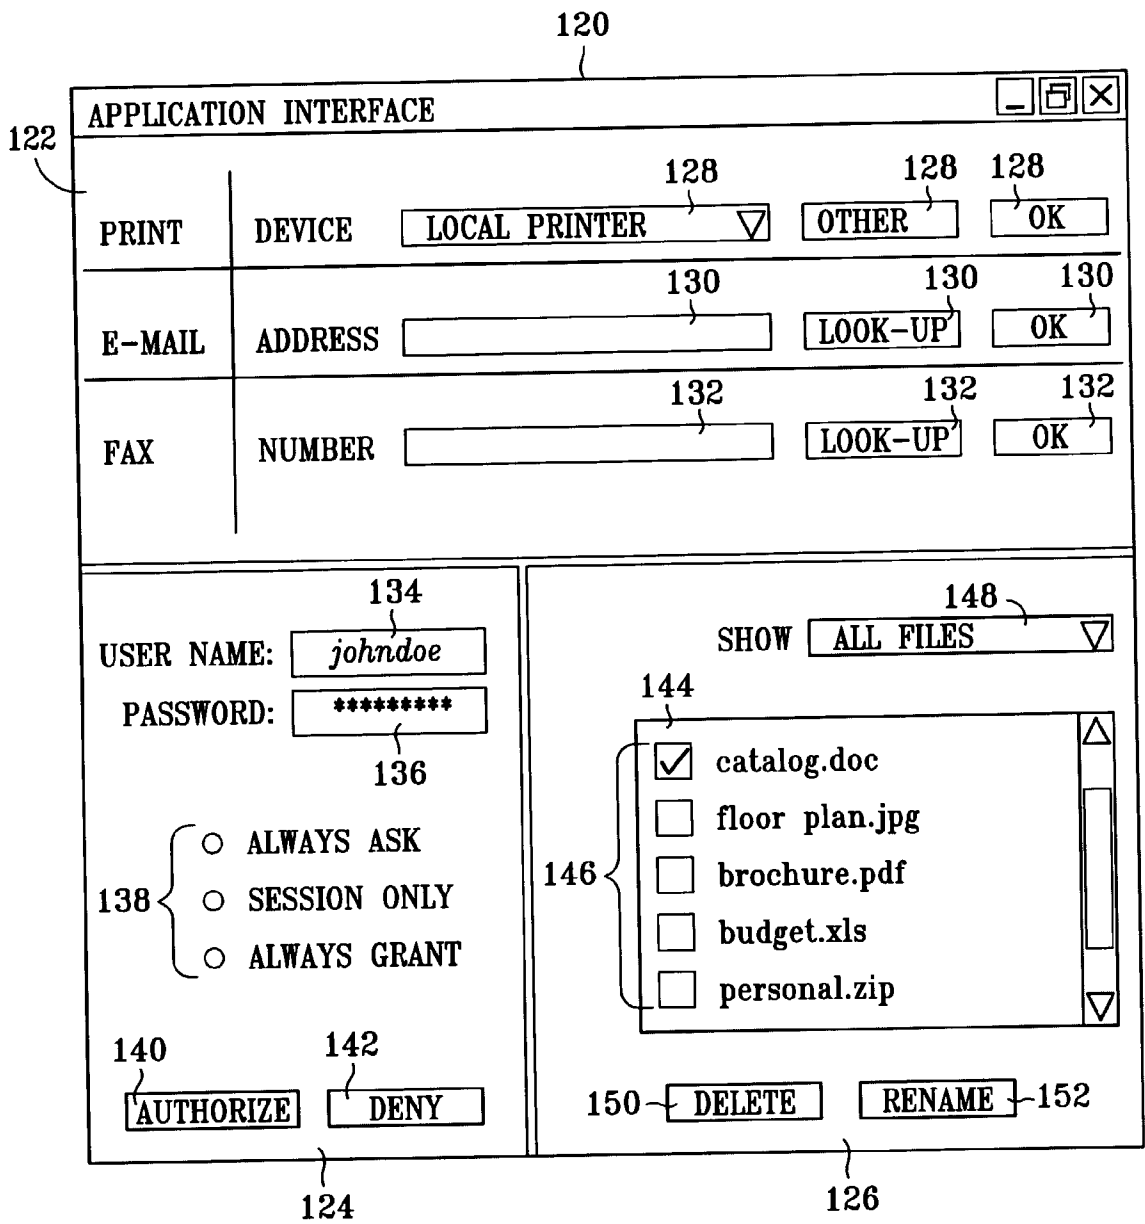 120
APPLICATION INTERFACE
122
128 128 128
PRINT DEVICE LOCAL PRINTER OTHER OK
130 130 130
E-MAIL ADDRESS LOOK-UP OK
132 132 132
FAX NUMBER LOOK-UP OK
134
USER NAME: johndoe
PASSWORD: *********
136
138
ALWAYS ASK
SESSION ONLY
ALWAYS GRANT
140 142
AUTHORIZE DENY
124
148
SHOW ALL FILES
144
146
catalog.doc
floor plan.jpg
brochure.pdf
budget.xls
personal.zip
150 DELETE RENAME 152
126